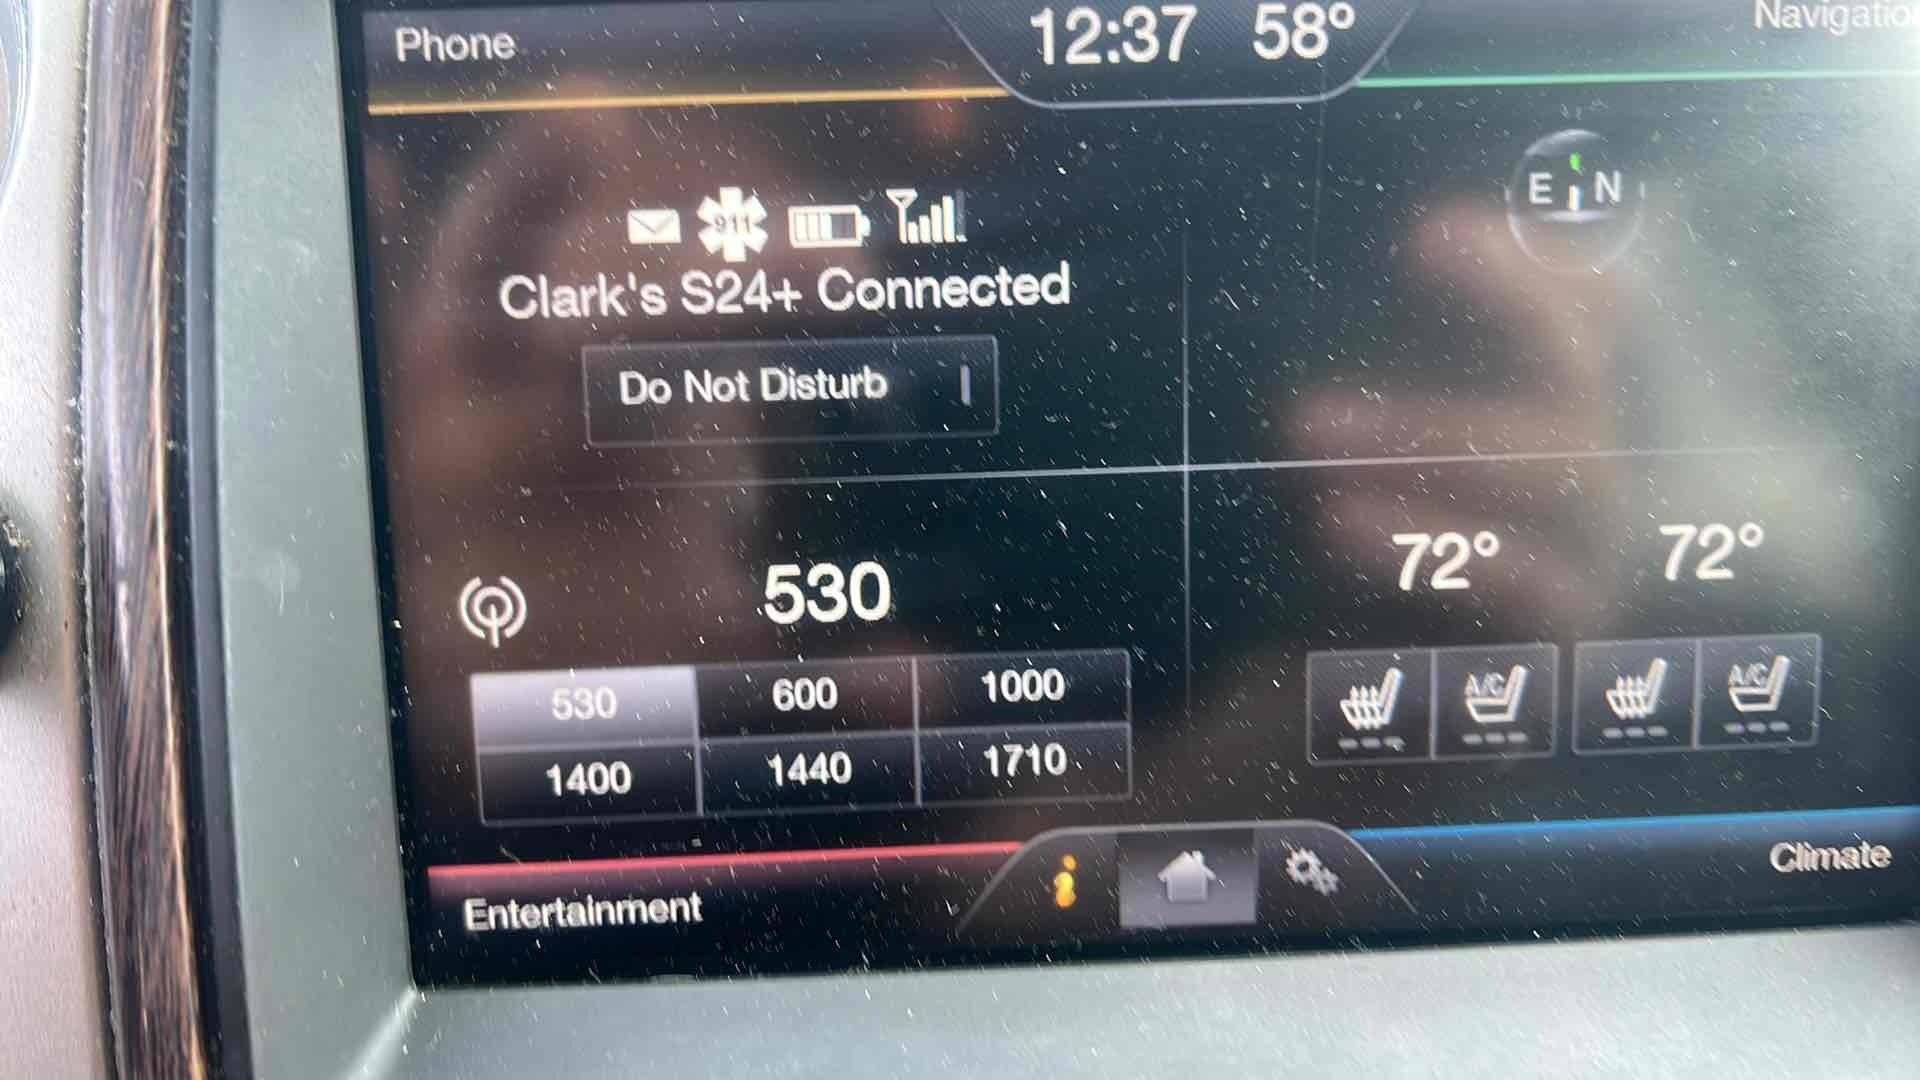 Phone
12:37 58°
Navigatio
E N
911
Clark's S24+ Connected
Do Not Disturb
530
530 600 1000
1400 1440 1710
72° 72°
A/C A/C
Entertainment
i
Climate